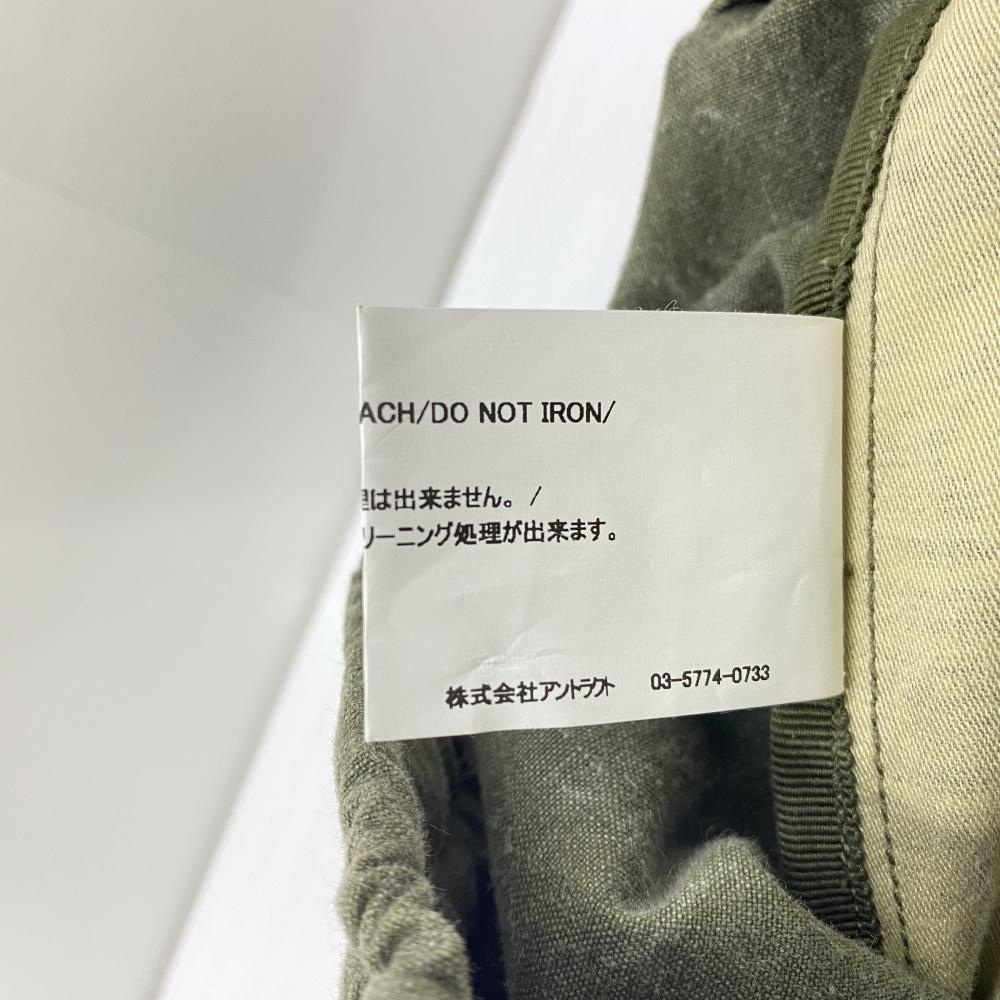 ACH/DO NOT IRON/
理は出来ません。/
リーニング処理が出来ます。
株式会社アントラクト 03-5774-0733